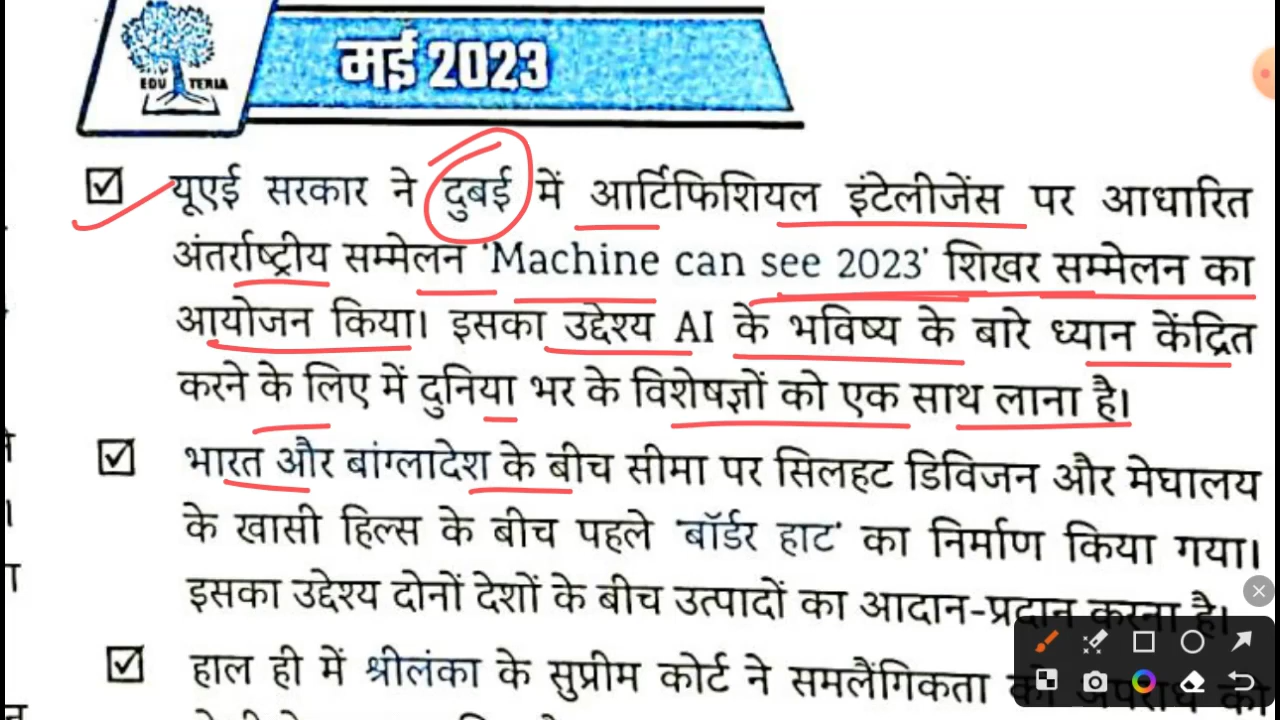 EDU TERIA
मई 2023
यूएई सरकार ने दुबई में आर्टिफिशियल इंटेलीजेंस पर आधारित
अंतर्राष्ट्रीय सम्मेलन 'Machine can see 2023' शिखर सम्मेलन का
आयोजन किया। इसका उद्देश्य AI के भविष्य के बारे ध्यान केंद्रित
करने के लिए में दुनिया भर के विशेषज्ञों को एक साथ लाना है।
भारत और बांग्लादेश के बीच सीमा पर सिलहट डिविजन और मेघालय
के खासी हिल्स के बीच पहले 'बॉर्डर हाट' का निर्माण किया गया।
इसका उद्देश्य दोनों देशों के बीच उत्पादों का आदान-प्रदान करना है।
हाल ही में श्रीलंका के सुप्रीम कोर्ट ने समलैंगिकता को अपराध की